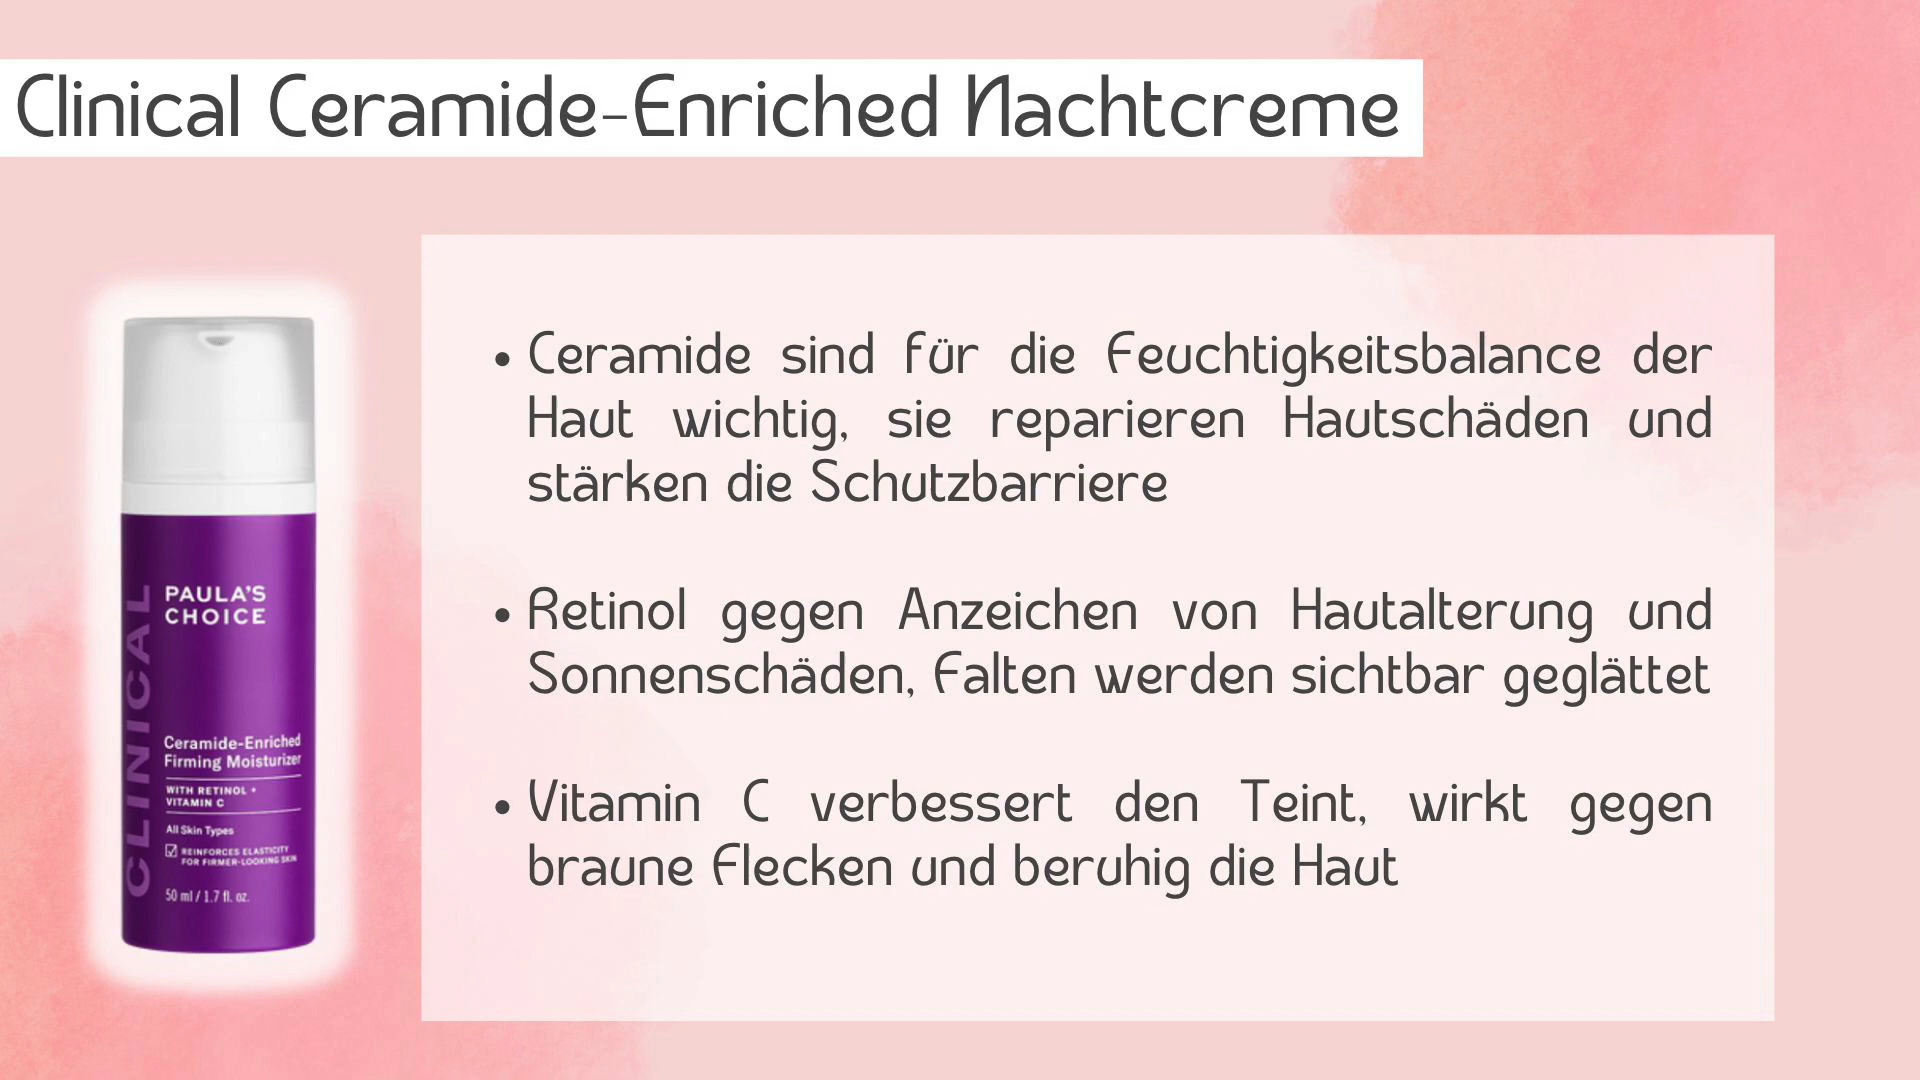 Clinical Ceramide-Enriched Nachtcreme
• Ceramide sind für die Feuchtigkeitsbalance der
Haut wichtig, sie reparieren Hautschäden und
stärken die Schutzbarriere
• Retinol gegen Anzeichen von Hautalterung und
Sonnenschäden, Falten werden sichtbar geglättet
• Vitamin C verbessert den Teint, wirkt gegen
braune Flecken und beruhig die Haut
CLINICAL
PAULA'S
CHOICE
Ceramide-Enriched
Firming Moisturizer
WITH RETINOL +
VITAMIN C
All Skin Types
REINFORCES ELASTICITY
FOR FIRMER-LOOKING SKIN
50 ml / 1.7 fl. oz.